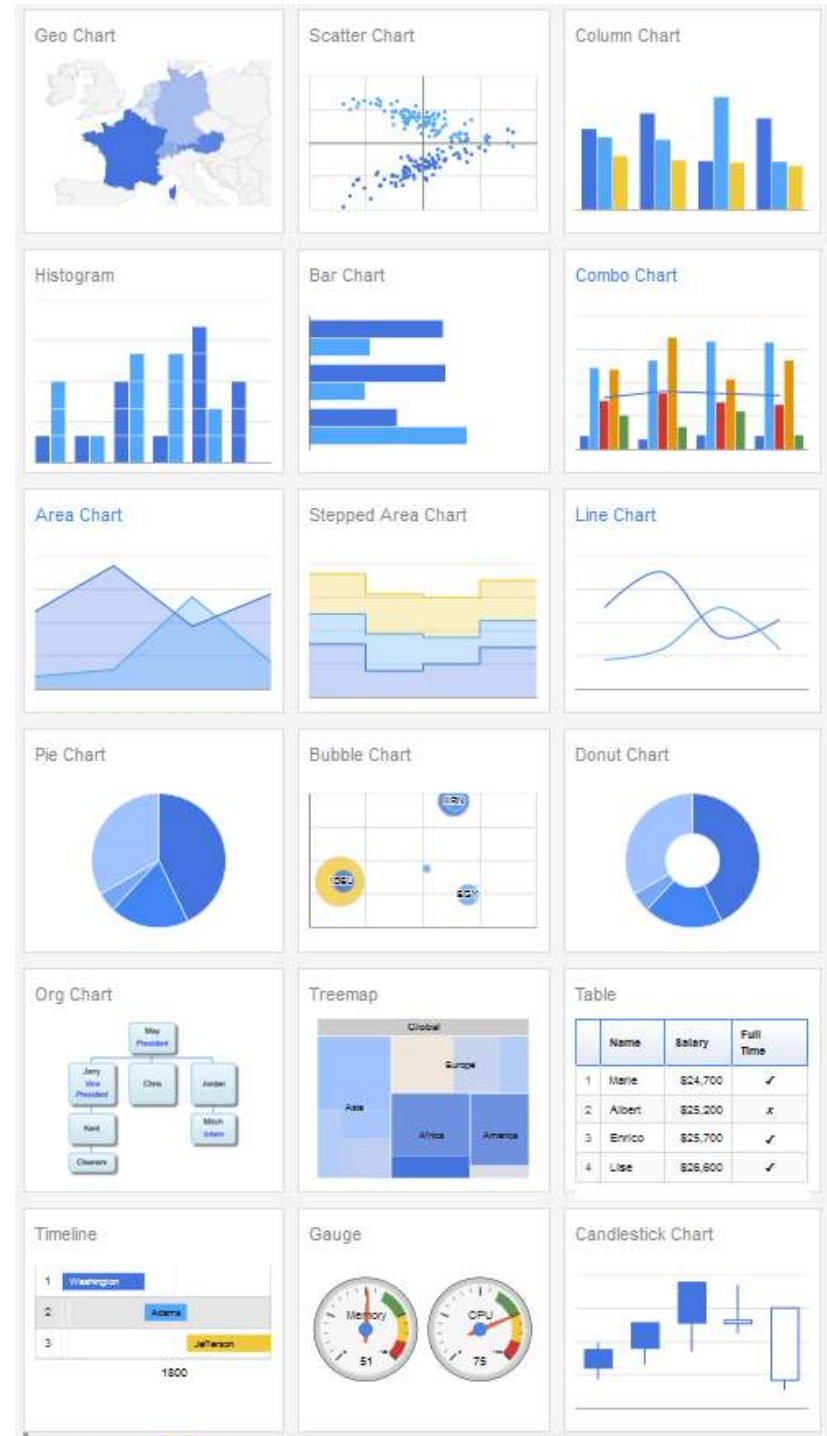 Geo Chart
Scatter Chart
Column Chart
Histogram
Bar Chart
Combo Chart
Area Chart
Stepped Area Chart
Line Chart
Pie Chart
Bubble Chart
Donut Chart
DEU
EGY
Org Chart
Treemap
Table
May
President
Jerry
Vice
President
Chris
Jordan
Kent
Mitch
Intern
Cleaners
Global
Europe
Asia
Africa
America
Name Salary Full
Time
1 Marie $24,700 ✓
2 Albert $25,200 x
3 Enrico $25,700 ✓
4 Lise $26,600 ✓
Timeline
Gauge
Candlestick Chart
1 Washington
2 Adams
3 Jefferson
1800
Memory
51
CPU
75